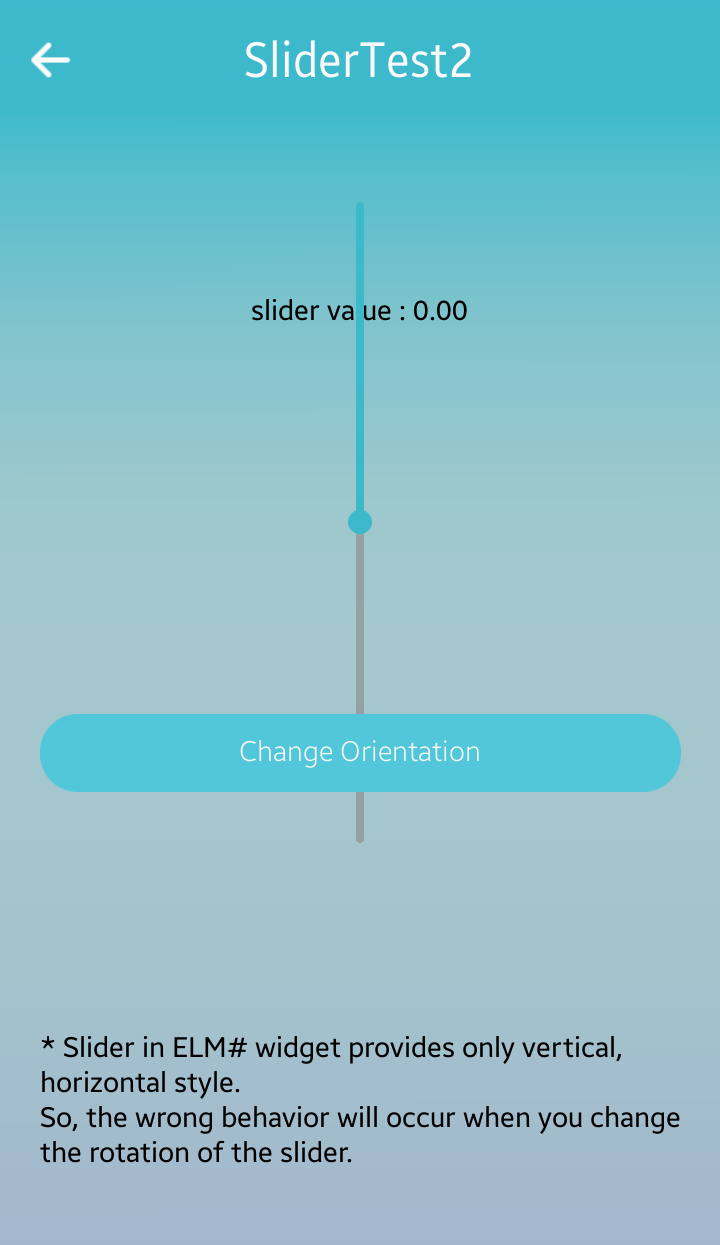 SliderTest2
slider value : 0.00
Change Orientation
* Slider in ELM# widget provides only vertical,
horizontal style.
So, the wrong behavior will occur when you change
the rotation of the slider.